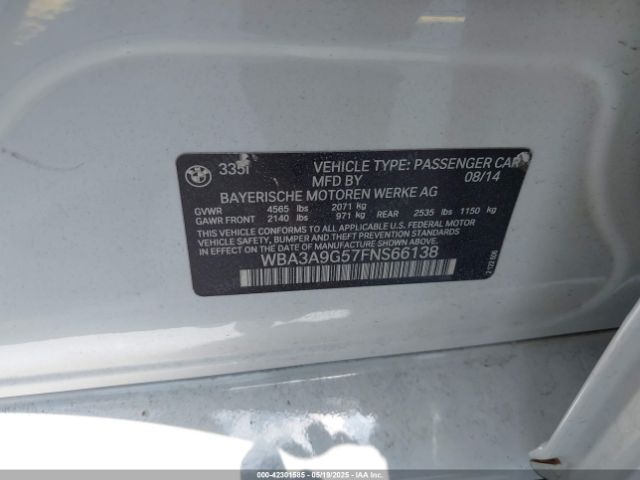 335i VEHICLE TYPE: PASSENGER CAR
MFD BY 08/14
BAYERISCHE MOTOREN WERKE AG
GVWR 4565 lbs 2071 kg
GAWR FRONT 2140 lbs 971 kg REAR 2535 lbs 1150 kg
THIS VEHICLE CONFORMS TO ALL APPLICABLE U.S. FEDERAL MOTOR
VEHICLE SAFETY, BUMPER AND THEFT PREVENTION STANDARDS
IN EFFECT ON THE DATE OF MANUFACTURE SHOWN ABOVE.
WBA3A9G57FNS66138
000-42301585 - 05/19/2025 - IAAI.COM